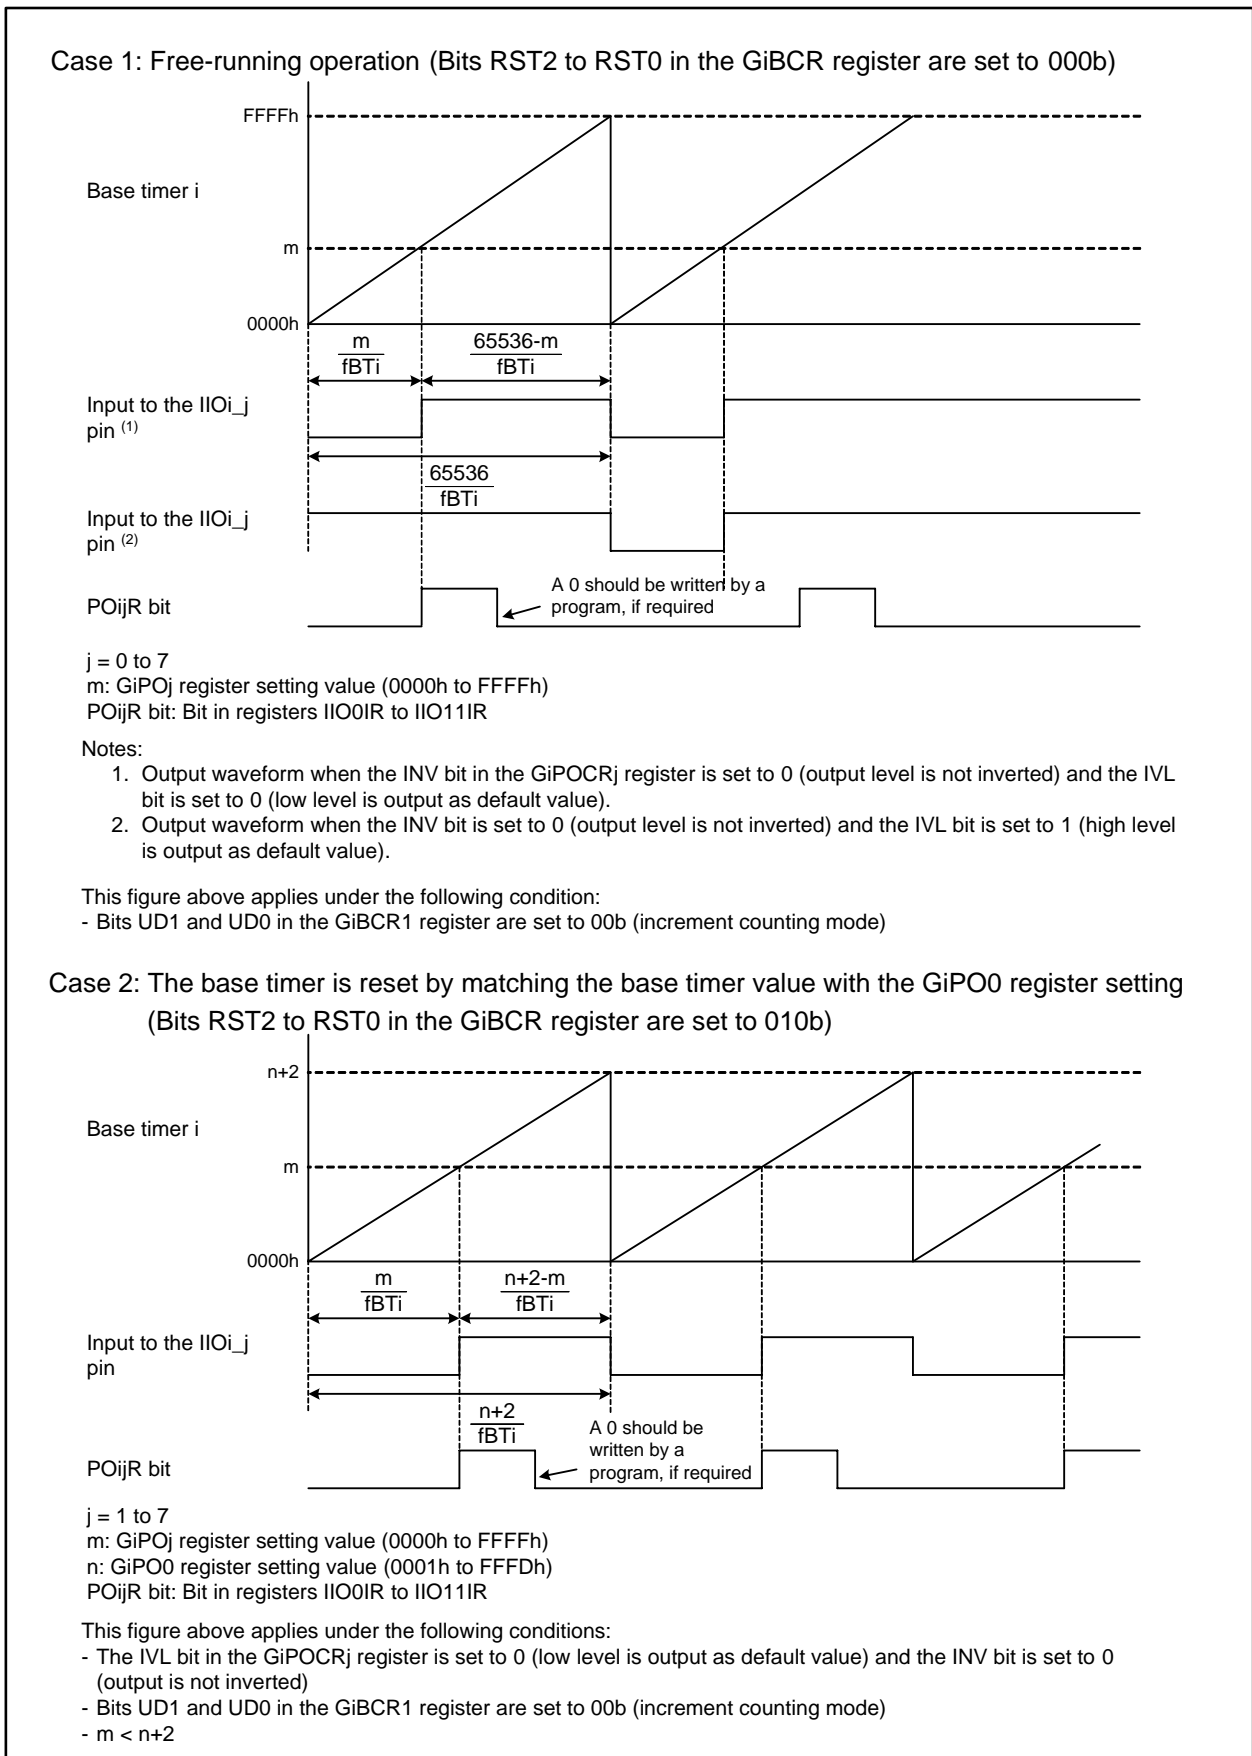 Case 1: Free-running operation (Bits RST2 to RST0 in the GiBCR register are set to 000b)
FFFFh
Base timer i
m
0000h
m
fBTi
65536-m
fBTi
Input to the IIOi_j
pin (1)
65536
fBTi
Input to the IIOi_j
pin (2)
A 0 should be written by a
program, if required
POijR bit
j = 0 to 7
m: GiPOj register setting value (0000h to FFFFh)
POijR bit: Bit in registers IIO0IR to IIO11IR
Notes:
1. Output waveform when the INV bit in the GiPOCRj register is set to 0 (output level is not inverted) and the IVL
bit is set to 0 (low level is output as default value).
2. Output waveform when the INV bit is set to 0 (output level is not inverted) and the IVL bit is set to 1 (high level
is output as default value).
This figure above applies under the following condition:
- Bits UD1 and UD0 in the GiBCR1 register are set to 00b (increment counting mode)
Case 2: The base timer is reset by matching the base timer value with the GiPO0 register setting
(Bits RST2 to RST0 in the GiBCR register are set to 010b)
n+2
Base timer i
m
0000h
m
fBTi
n+2-m
fBTi
Input to the IIOi_j
pin
n+2
fBTi
A 0 should be
written by a
program, if required
POijR bit
j = 1 to 7
m: GiPOj register setting value (0000h to FFFFh)
n: GiPO0 register setting value (0001h to FFFDh)
POijR bit: Bit in registers IIO0IR to IIO11IR
This figure above applies under the following conditions:
- The IVL bit in the GiPOCRj register is set to 0 (low level is output as default value) and the INV bit is set to 0
(output is not inverted)
- Bits UD1 and UD0 in the GiBCR1 register are set to 00b (increment counting mode)
- m < n+2